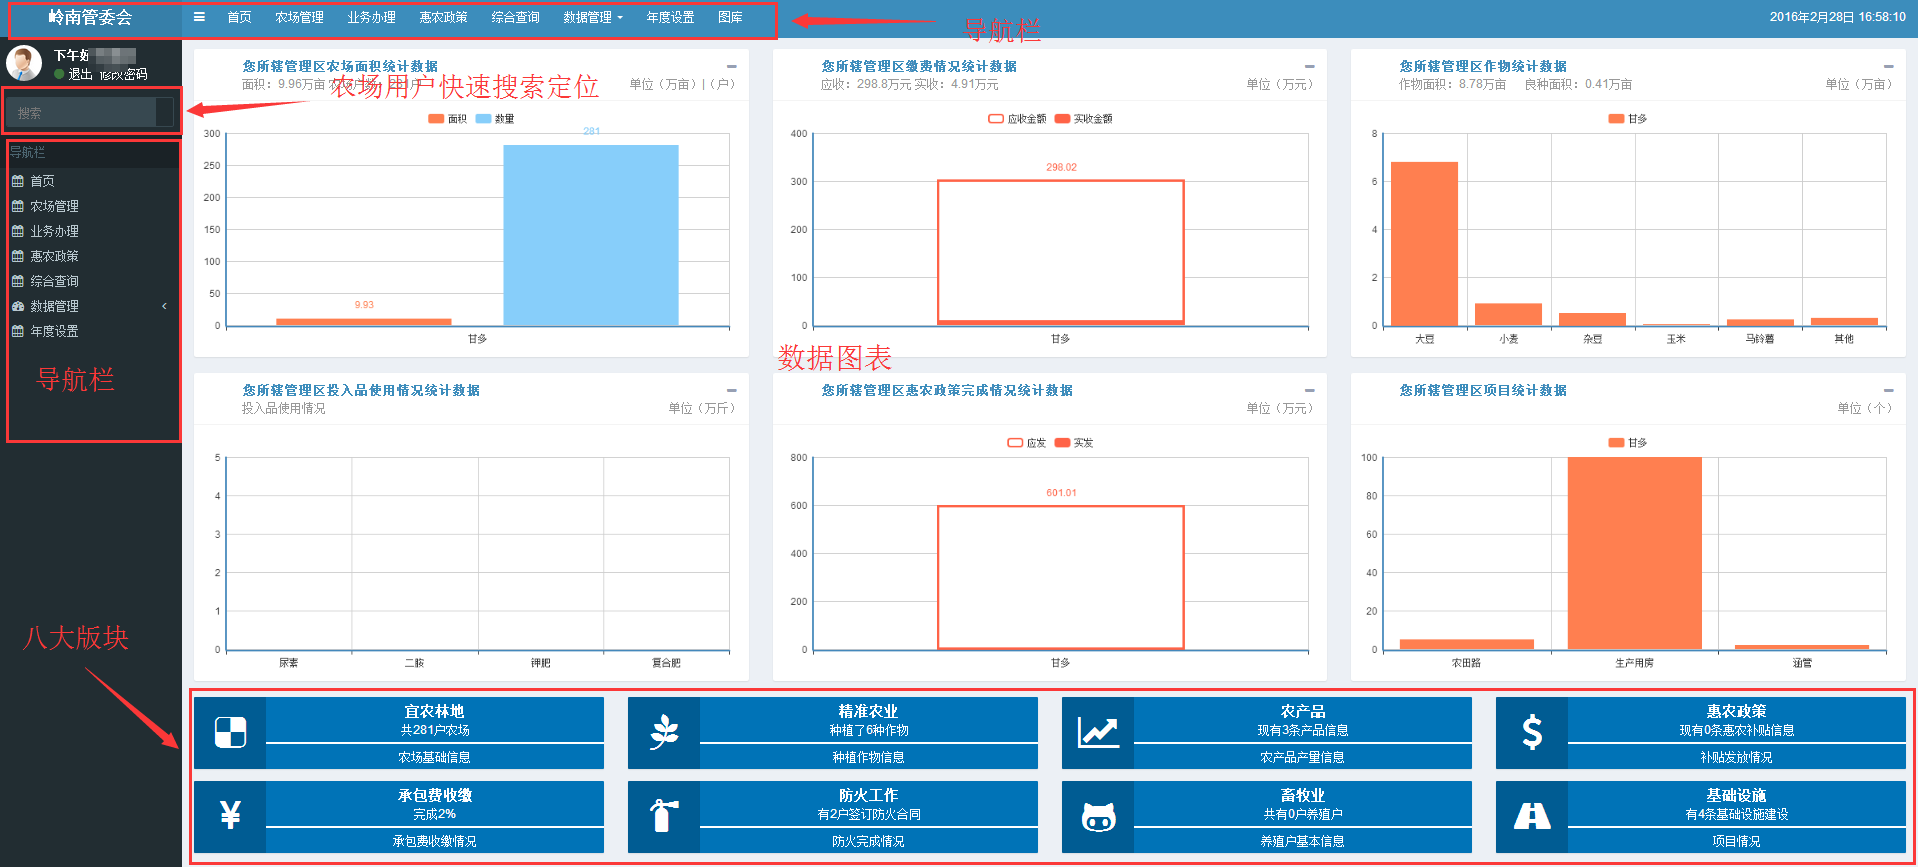 岭南管委会
首页 农场管理 业务办理 惠农政策 综合查询 数据管理 年度设置 图库
导航栏
2016年2月28日 16:58:10
下午好
退出 修改密码
搜索
农场用户快速搜索定位
导航栏
首页
农场管理
业务办理
惠农政策
综合查询
数据管理
年度设置
导航栏
八大版块
您所辖管理区农场面积统计数据
面积：9.96万亩 农场户数：281户
单位（万亩）|（户）
面积 数量
300
250
200
150
100
50
0
9.93
281
甘多
您所辖管理区缴费情况统计数据
应收：298.8万元 实收：4.91万元
单位（万元）
应收金额 实收金额
400
300
200
100
0
298.02
甘多
您所辖管理区作物统计数据
作物面积：8.78万亩 良种面积：0.41万亩
单位（万亩）
甘多
8
6
4
2
0
大豆 小麦 杂豆 玉米 马铃薯 其他
数据图表
您所辖管理区投入品使用情况统计数据
投入品使用情况
单位（万斤）
5
4
3
2
1
0
尿素 二胺 钾肥 复合肥
您所辖管理区惠农政策完成情况统计数据
单位（万元）
应发 实发
800
600
400
200
0
601.01
甘多
您所辖管理区项目统计数据
单位（个）
甘多
100
80
60
40
20
0
农田路 生产用房 涵管
宜农林地
共281户农场
农场基础信息
精准农业
种植了6种作物
种植作物信息
农产品
现有3条产品信息
农产品产量信息
惠农政策
现有0条惠农补贴信息
补贴发放情况
承包费收缴
完成2%
承包费收缴情况
防火工作
有2户签订防火合同
防火完成情况
畜牧业
共有0户养殖户
养殖户基本信息
基础设施
有4条基础设施建设
项目情况